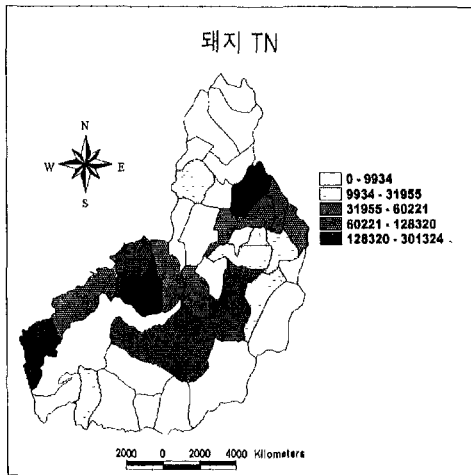 돼지 TN
N
W E
S
0 - 9934
9934 - 31955
31955 - 60221
60221 - 128320
128320 - 301324
2000 0 2000 4000 Kilometers